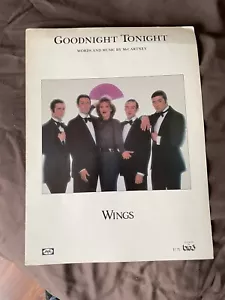 GOODNIGHT TONIGHT
WORDS AND MUSIC BY McCARTNEY
WINGS